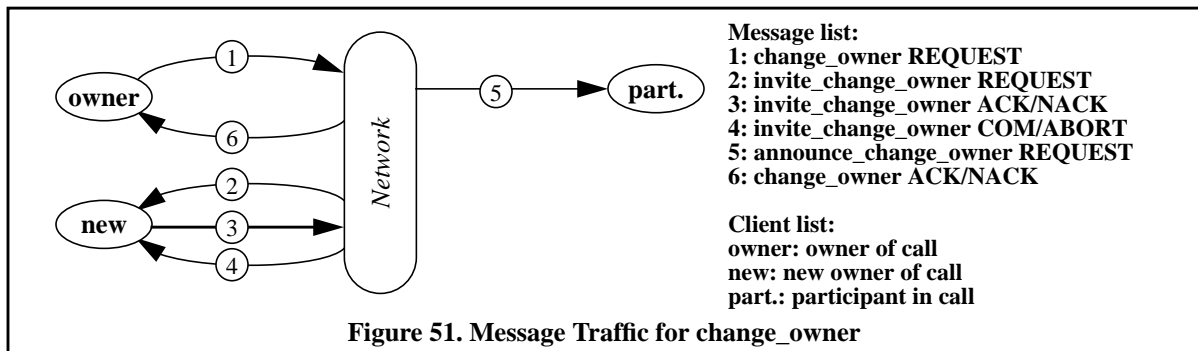 owner
1
6
new
2
3
4
Network
5
part.
Message list:
1: change_owner REQUEST
2: invite_change_owner REQUEST
3: invite_change_owner ACK/NACK
4: invite_change_owner COM/ABORT
5: announce_change_owner REQUEST
6: change_owner ACK/NACK
Client list:
owner: owner of call
new: new owner of call
part.: participant in call
Figure 51. Message Traffic for change_owner